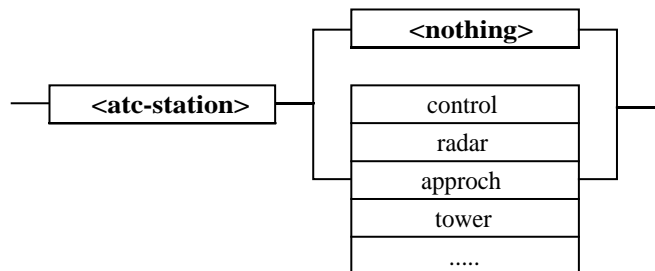 <nothing>
<atc-station>
control
radar
approch
tower
.....